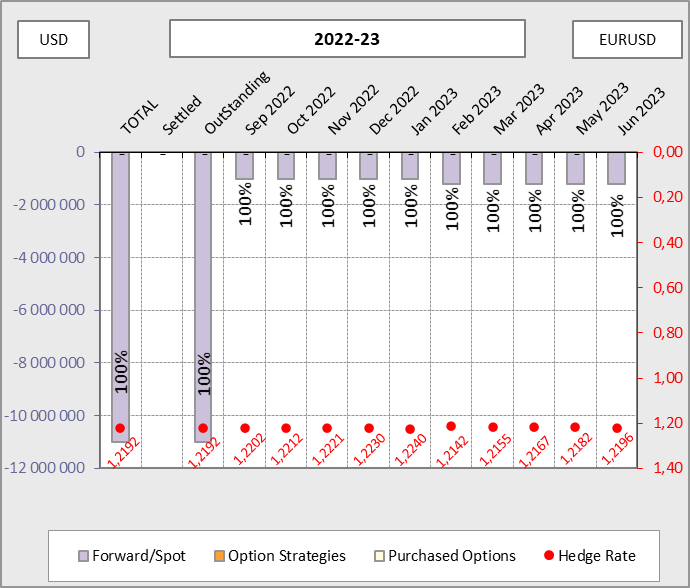 USD
2022-23
EURUSD
TOTAL
Settled
OutStanding
Sep 2022
Oct 2022
Nov 2022
Dec 2022
Jan 2023
Feb 2023
Mar 2023
Apr 2023
May 2023
Jun 2023
0
-2 000 000
-4 000 000
-6 000 000
-8 000 000
-10 000 000
-12 000 000
0,00
0,20
0,40
0,60
0,80
1,00
1,20
1,40
100%
100%
100%
100%
100%
100%
100%
100%
100%
100%
100%
100%
1,2192
1,2192
1,2202
1,2212
1,2221
1,2230
1,2240
1,2142
1,2155
1,2167
1,2182
1,2196
Forward/Spot
Option Strategies
Purchased Options
Hedge Rate